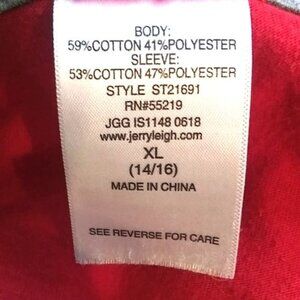 BODY:
59%COTTON 41%POLYESTER
SLEEVE:
53%COTTON 47%POLYESTER
STYLE ST21691
RN#55219
JGG IS1148 0618
www.jerryleigh.com
XL
(14/16)
MADE IN CHINA
SEE REVERSE FOR CARE